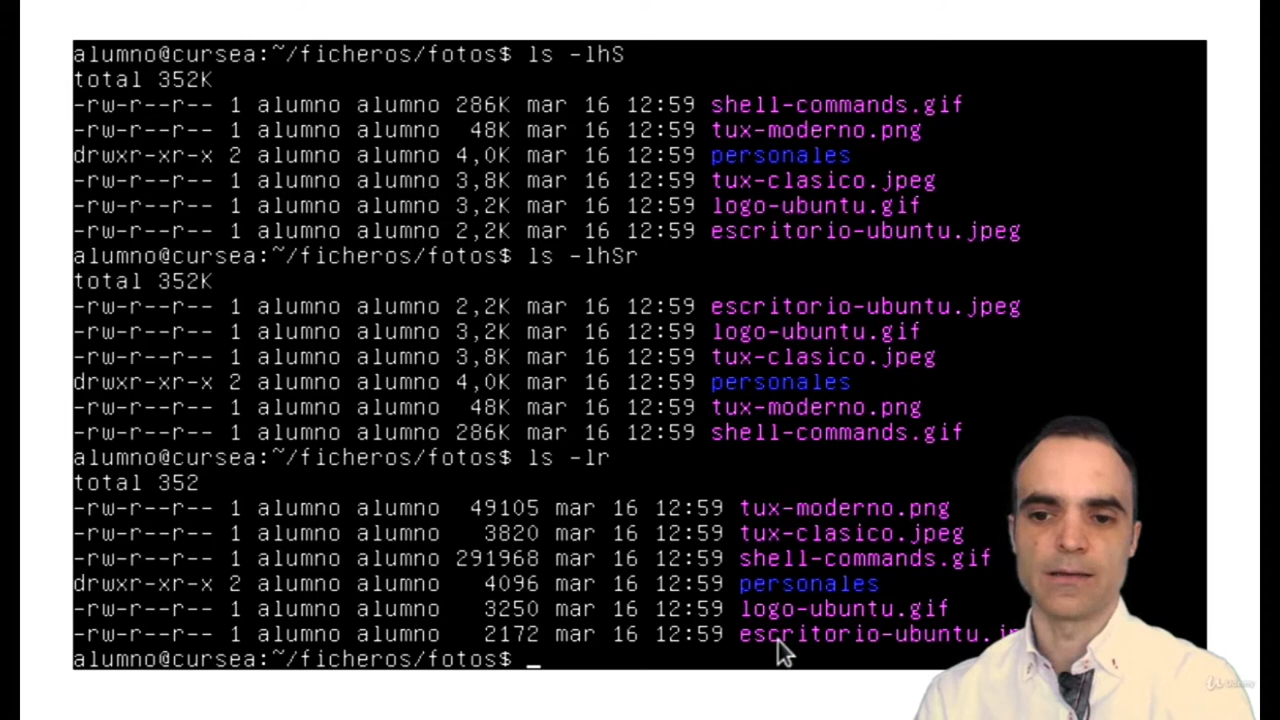 alumno@cursea:~/ficheros/fotos$ ls -lhS
total 352K
-rw-r--r-- 1 alumno alumno 286K mar 16 12:59 shell-commands.gif
-rw-r--r-- 1 alumno alumno  48K mar 16 12:59 tux-moderno.png
drwxr-xr-x 2 alumno alumno 4,0K mar 16 12:59 personales
-rw-r--r-- 1 alumno alumno 3,8K mar 16 12:59 tux-clasico.jpeg
-rw-r--r-- 1 alumno alumno 3,2K mar 16 12:59 logo-ubuntu.gif
-rw-r--r-- 1 alumno alumno 2,2K mar 16 12:59 escritorio-ubuntu.jpeg
alumno@cursea:~/ficheros/fotos$ ls -lhSr
total 352K
-rw-r--r-- 1 alumno alumno 2,2K mar 16 12:59 escritorio-ubuntu.jpeg
-rw-r--r-- 1 alumno alumno 3,2K mar 16 12:59 logo-ubuntu.gif
-rw-r--r-- 1 alumno alumno 3,8K mar 16 12:59 tux-clasico.jpeg
drwxr-xr-x 2 alumno alumno 4,0K mar 16 12:59 personales
-rw-r--r-- 1 alumno alumno  48K mar 16 12:59 tux-moderno.png
-rw-r--r-- 1 alumno alumno 286K mar 16 12:59 shell-commands.gif
alumno@cursea:~/ficheros/fotos$ ls -lr
total 352
-rw-r--r-- 1 alumno alumno  49105 mar 16 12:59 tux-moderno.png
-rw-r--r-- 1 alumno alumno   3820 mar 16 12:59 tux-clasico.jpeg
-rw-r--r-- 1 alumno alumno 291968 mar 16 12:59 shell-commands.gif
drwxr-xr-x 2 alumno alumno   4096 mar 16 12:59 personales
-rw-r--r-- 1 alumno alumno   3250 mar 16 12:59 logo-ubuntu.gif
-rw-r--r-- 1 alumno alumno   2172 mar 16 12:59 escritorio-ubuntu.
alumno@cursea:~/ficheros/fotos$ _
Udemy